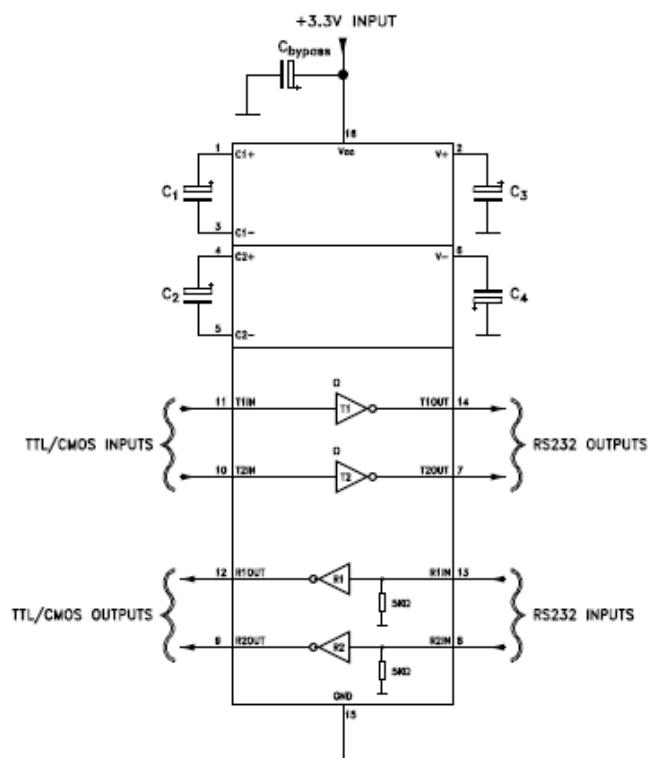 +3.3V INPUT
Cbypass
16
Vcc
1
C1+
V+
2
C1
C3
3
C1-
4
C2+
V-
6
C2
C4
5
C2-
11
T1IN
T1
T1OUT
14
TTL/CMOS INPUTS
RS232 OUTPUTS
10
T2IN
T2
T2OUT
7
12
R1OUT
R1
R1IN
13
5KΩ
TTL/CMOS OUTPUTS
RS232 INPUTS
9
R2OUT
R2
R2IN
8
5KΩ
GND
15